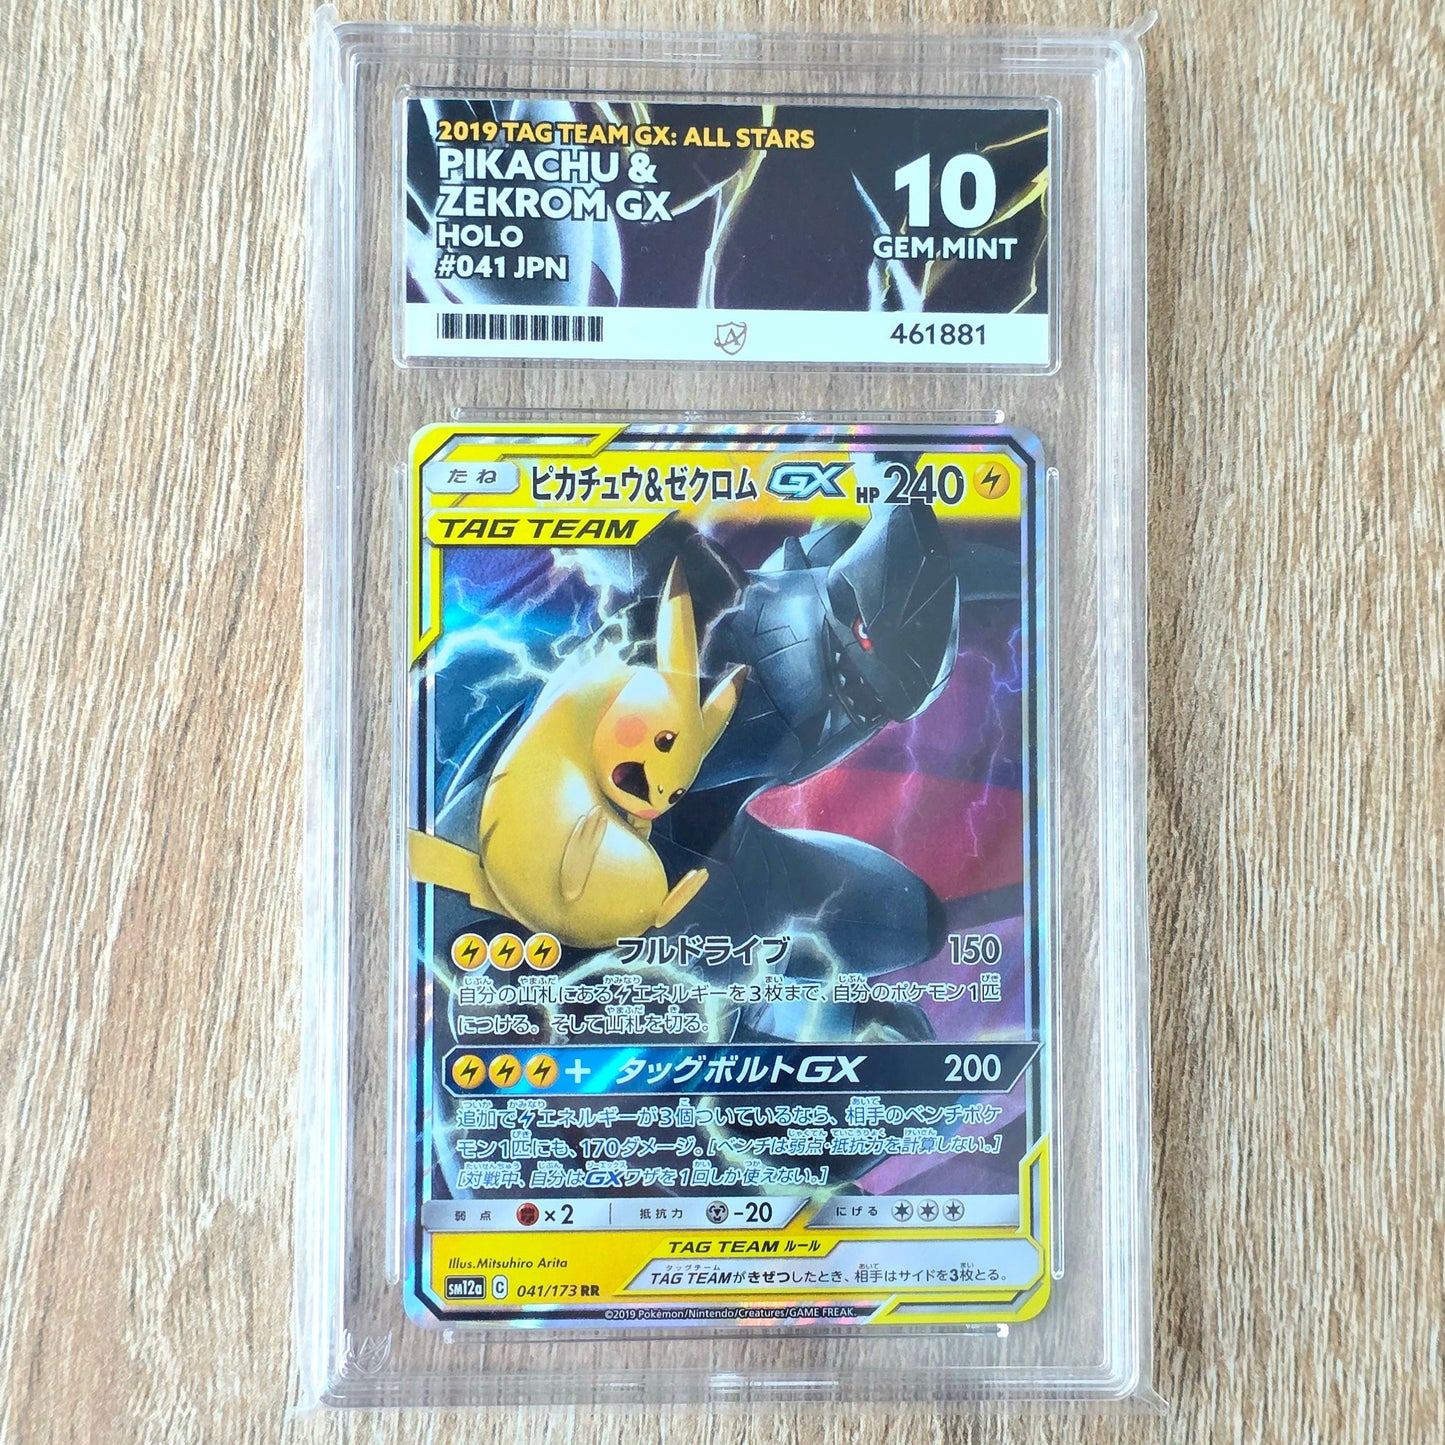 2019 TAG TEAM GX: ALL STARS
PIKACHU &
ZEKROM GX
HOLO
#041 JPN
10
GEM MINT
461881
たね ピカチュウ&ゼクロムGX HP240
TAG TEAM
フルドライブ 150
自分の山札にあるエネルギーを3枚まで、自分のポケモン1匹
につける。そして山札を切る。
+ タッグボルトGX 200
追加でエネルギーが3個ついているなら、相手のベンチポケ
モン1匹にも、170ダメージ。[ベンチは弱点・抵抗力を計算しない。]
[対戦中、自分はGXワザを1回しか使えない。]
弱点 ×2 抵抗力 -20 にげる
TAG TEAM ルール
Illus.Mitsuhiro Arita
TAG TEAMがきぜつしたとき、相手はサイドを3枚とる。
sm12a C 041/173 RR
©2019 Pokémon/Nintendo/Creatures/GAME FREAK.